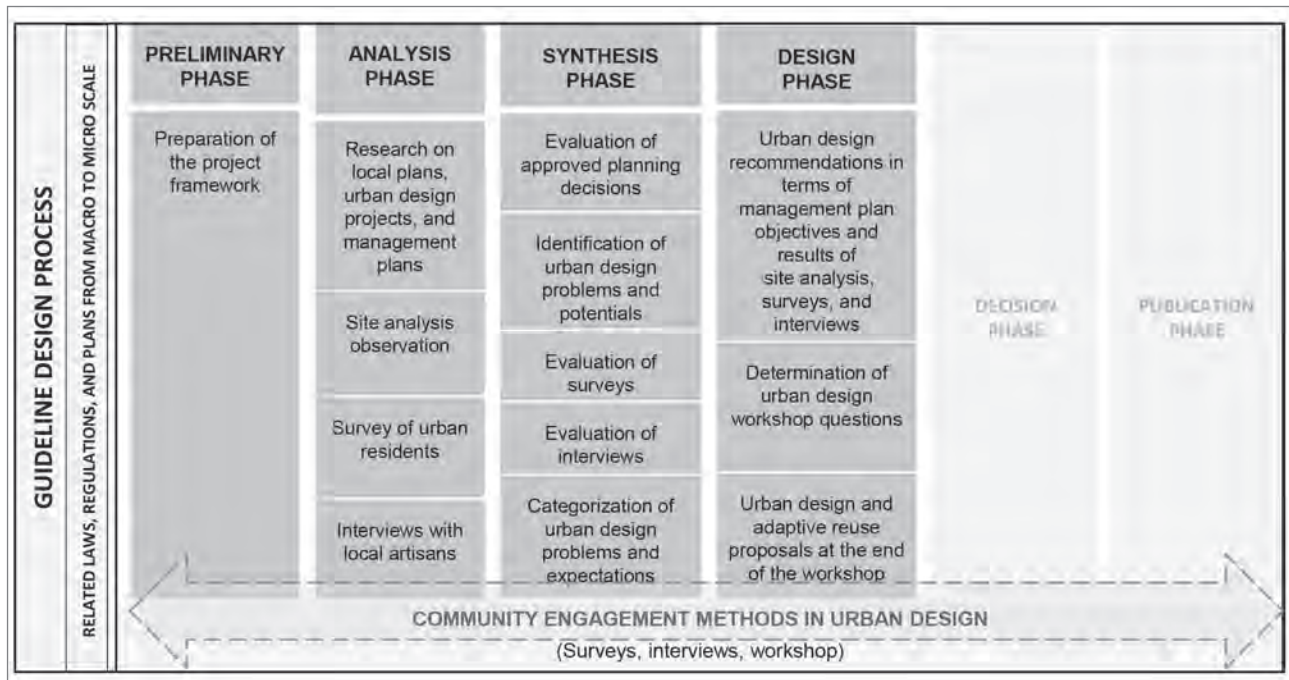 GUIDELINE DESIGN PROCESS
RELATED LAWS, REGULATIONS, AND PLANS FROM MACRO TO MICRO SCALE
PRELIMINARY
PHASE
Preparation of
the project
framework
ANALYSIS
PHASE
Research on
local plans,
urban design
projects, and
management
plans
Site analysis
observation
Survey of urban
residents
Interviews with
local artisans
SYNTHESIS
PHASE
Evaluation of
approved planning
decisions
Identification of
urban design
problems and
potentials
Evaluation of
surveys
Evaluation of
interviews
Categorization of
urban design
problems and
expectations
DESIGN
PHASE
Urban design
recommendations in
terms of
management plan
objectives and
results of
site analysis,
surveys, and
interviews
Determination of
urban design
workshop questions
Urban design and
adaptive reuse
proposals at the end
of the workshop
DECISION
PHASE
PUBLICATION
PHASE
COMMUNITY ENGAGEMENT METHODS IN URBAN DESIGN
(Surveys, interviews, workshop)